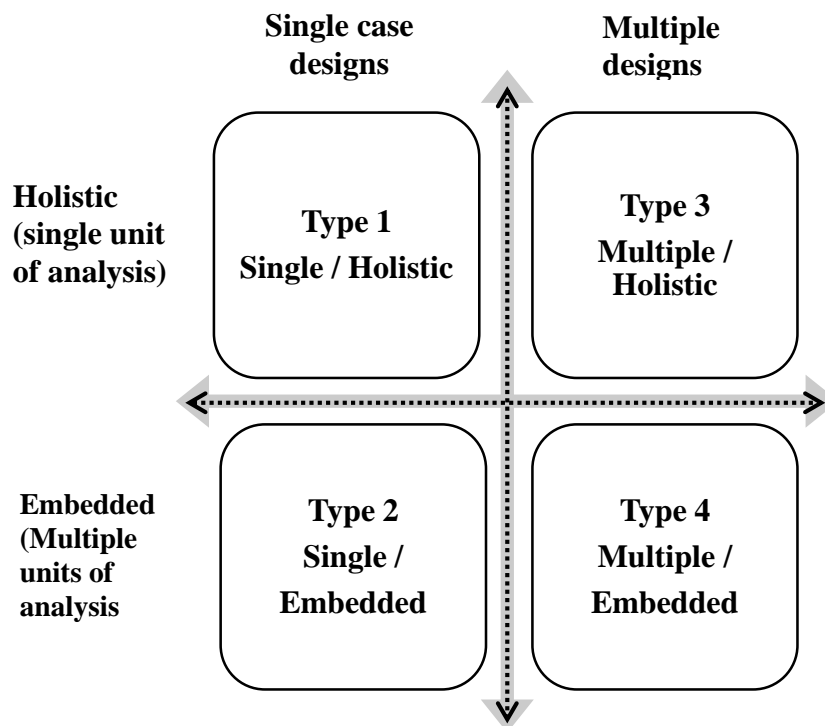 Single case
designs
Multiple
designs
Holistic
(single unit
of analysis)
Type 1
Single / Holistic
Type 3
Multiple /
Holistic
Embedded
(Multiple
units of
analysis
Type 2
Single /
Embedded
Type 4
Multiple /
Embedded